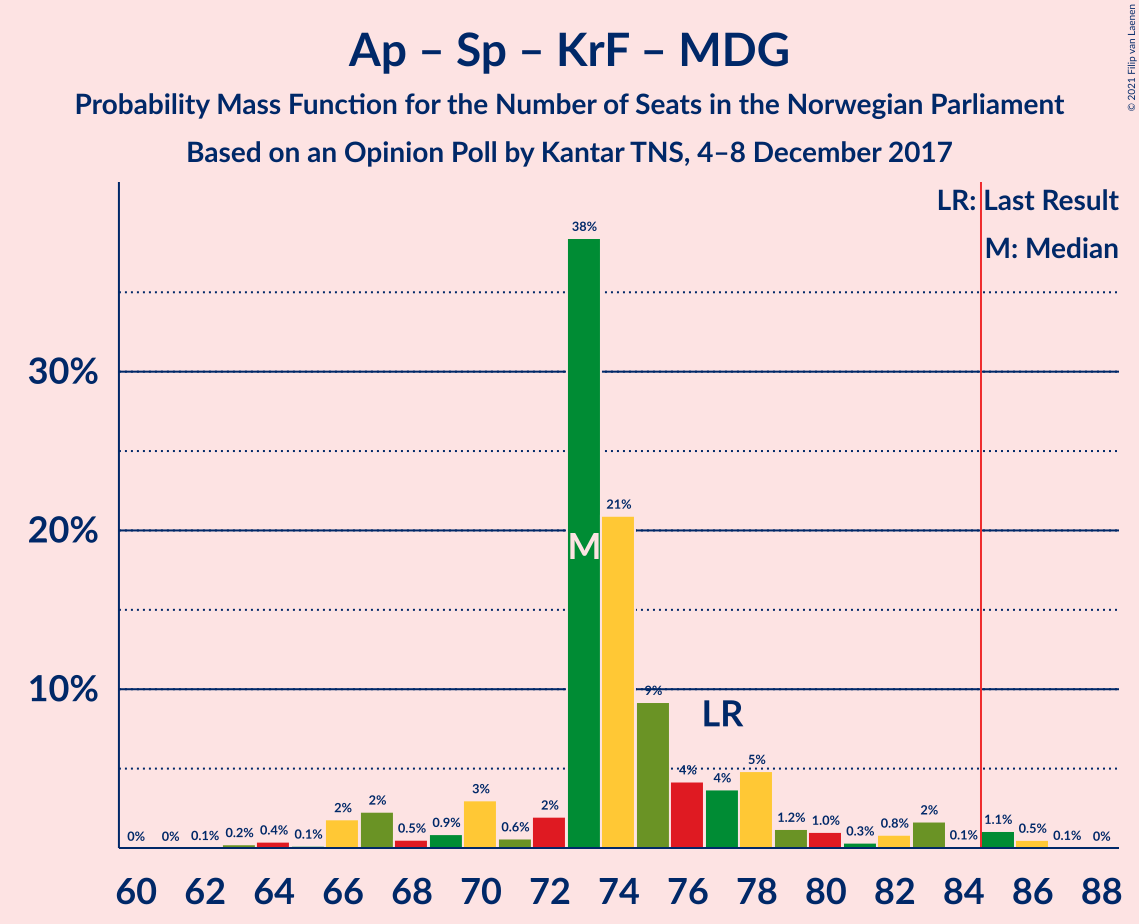 Ap – Sp – KrF – MDG
Probability Mass Function for the Number of Seats in the Norwegian Parliament
Based on an Opinion Poll by Kantar TNS, 4–8 December 2017
© 2021 Filip van Laenen
LR: Last Result
M: Median
38%
30%
21%
20%
M
10%
9%
LR
0% 0% 0.1% 0.2% 0.4% 0.1% 2% 2% 0.5% 0.9% 3% 0.6% 2% 4% 4% 5% 1.2% 1.0% 0.3% 0.8% 2% 0.1% 1.1% 0.5% 0.1% 0%
60 62 64 66 68 70 72 74 76 78 80 82 84 86 88